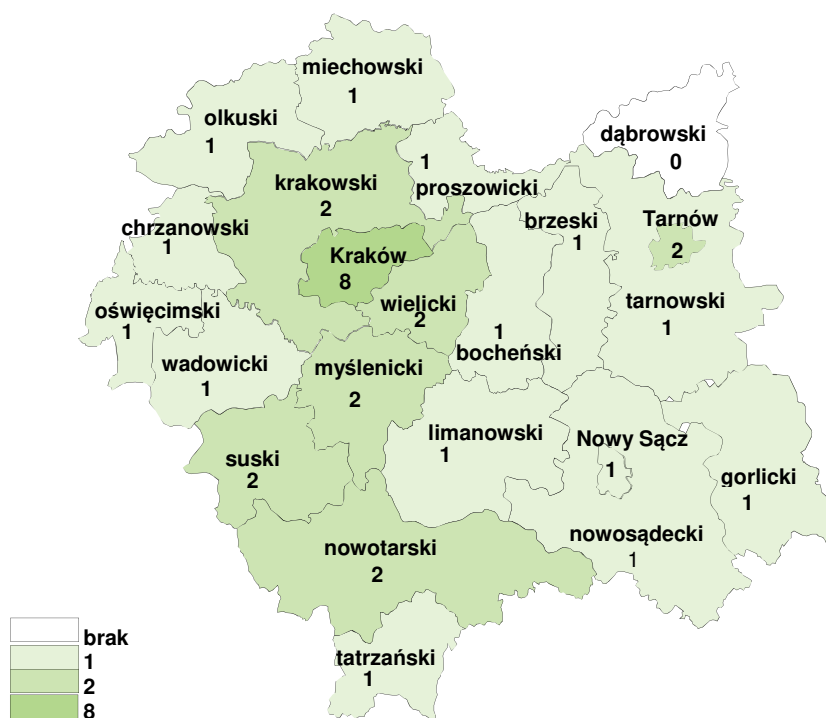 miechowski
1
olkuski
1
dąbrowski
0
1
proszowicki
krakowski
2
chrzanowski
1
brzeski
1
Tarnów
2
Kraków
8
wielicki
2
oświęcimski
1
tarnowski
1
1
bocheński
wadowicki
1
myślenicki
2
limanowski
1
Nowy Sącz
1
suski
2
gorlicki
1
nowotarski
2
nowosądecki
1
tatrzański
1
brak
1
2
8